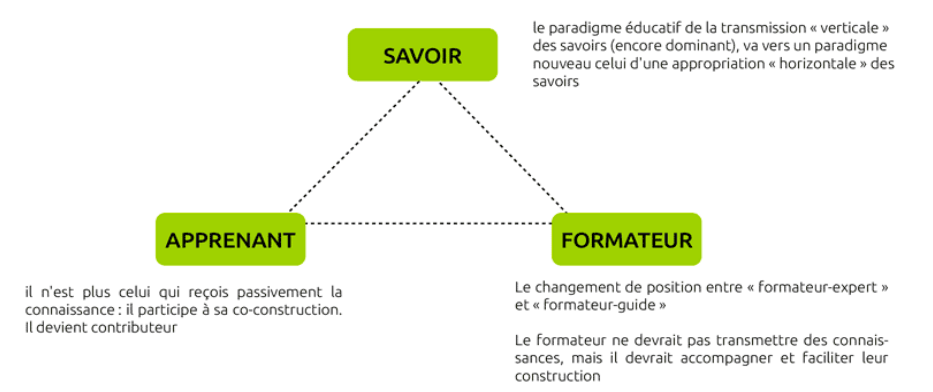 SAVOIR
le paradigme éducatif de la transmission « verticale »
des savoirs (encore dominant), va vers un paradigme
nouveau celui d'une appropriation « horizontale » des
savoirs
APPRENANT
il n'est plus celui qui reçois passivement la
connaissance : il participe à sa co-construction.
Il devient contributeur
FORMATEUR
Le changement de position entre « formateur-expert »
et « formateur-guide »
Le formateur ne devrait pas transmettre des connais-
sances, mais il devrait accompagner et faciliter leur
construction